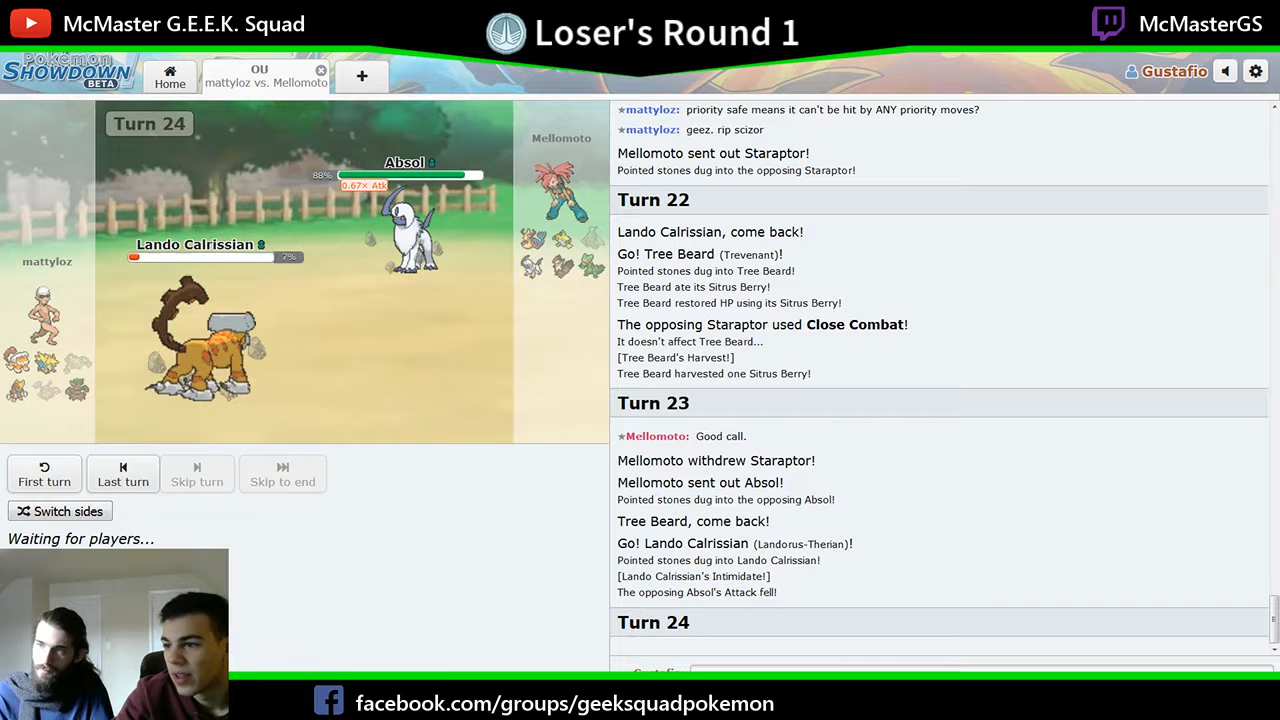 McMaster G.E.E.K. Squad
Loser's Round 1
McMasterGS
Pokémon
SHOWDOWN
BETA
Home
OU
mattyloz vs. Mellomoto
+
Gustafio
Turn 24
Mellomoto
Absol
88%
0.67× Atk
Lando Calrissian
7%
mattyloz
First turn
Last turn
Skip turn
Skip to end
Switch sides
Waiting for players...
★mattyloz: priority safe means it can't be hit by ANY priority moves?
★mattyloz: geez. rip scizor
Mellomoto sent out Staraptor!
Pointed stones dug into the opposing Staraptor!
Turn 22
Lando Calrissian, come back!
Go! Tree Beard (Trevenant)!
Pointed stones dug into Tree Beard!
Tree Beard ate its Sitrus Berry!
Tree Beard restored HP using its Sitrus Berry!
The opposing Staraptor used Close Combat!
It doesn't affect Tree Beard...
[Tree Beard's Harvest!]
Tree Beard harvested one Sitrus Berry!
Turn 23
★Mellomoto: Good call.
Mellomoto withdrew Staraptor!
Mellomoto sent out Absol!
Pointed stones dug into the opposing Absol!
Tree Beard, come back!
Go! Lando Calrissian (Landorus-Therian)!
Pointed stones dug into Lando Calrissian!
[Lando Calrissian's Intimidate!]
The opposing Absol's Attack fell!
Turn 24
facebook.com/groups/geeksquadpokemon